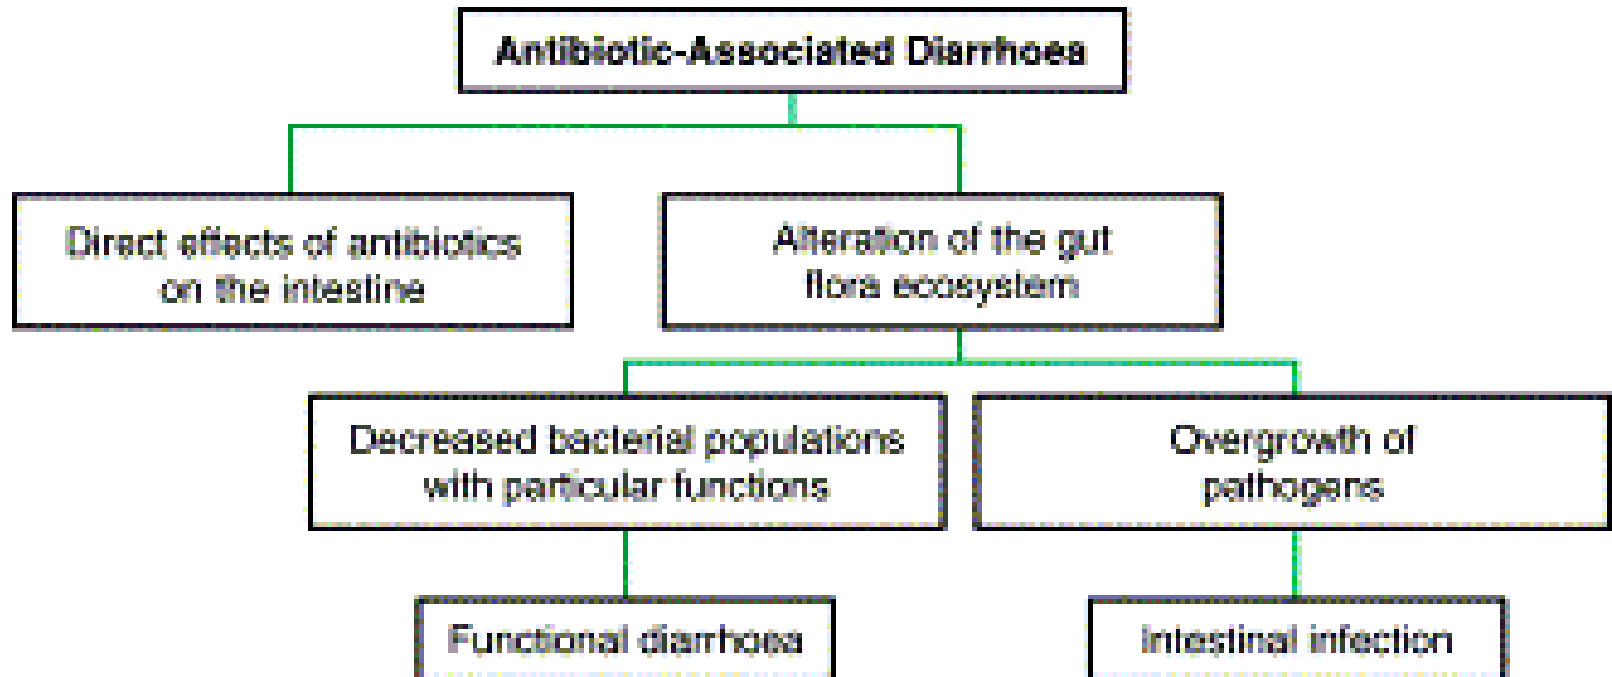 Antibiotic-Associated Diarrhoea
Direct effects of antibiotics
on the intestine
Alteration of the gut
flora ecosystem
Decreased bacterial populations
with particular functions
Overgrowth of
pathogens
Functional diarrhoea
Intestinal infection